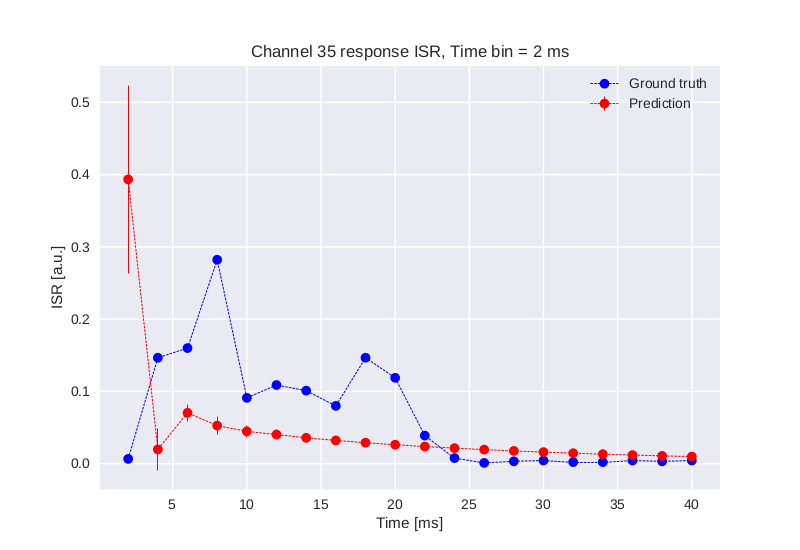 Channel 35 response ISR, Time bin = 2 ms
Ground truth
Prediction
ISR [a.u.]
0.5
0.4
0.3
0.2
0.1
0.0
5 10 15 20 25 30 35 40
Time [ms]